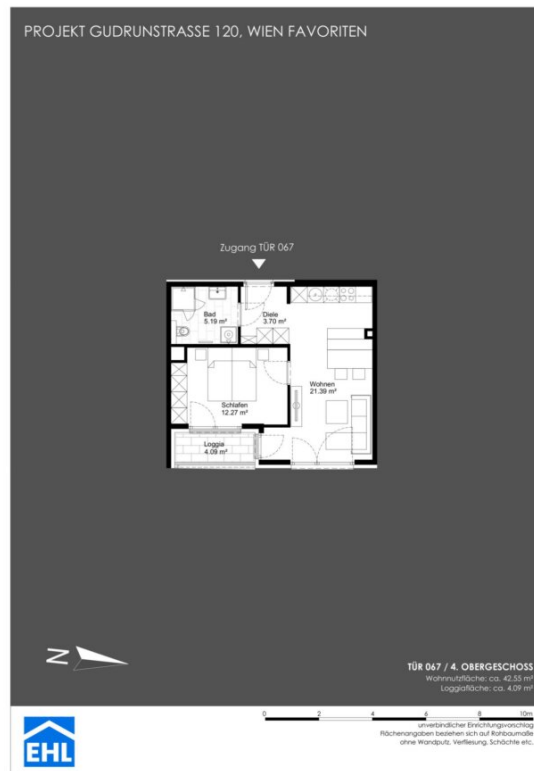 PROJEKT GUDRUNSTRASSE 120, WIEN FAVORITEN
Zugang TÜR 067
Bad
5.19 m²
Diele
3.70 m²
Wohnen
21.39 m²
Schlafen
12.27 m²
Loggia
4.09 m²
N
TÜR 067 / 4. OBERGESCHOSS
Wohnnutzfläche: ca. 42.55 m²
Loggiafläche: ca. 4.09 m²
0 2 4 6 8 10m
unverbindlicher Einrichtungsvorschlag
Flächenangaben beziehen sich auf Rohbaumaße
ohne Wandputz, Verfliesung, Schächte etc.
EHL